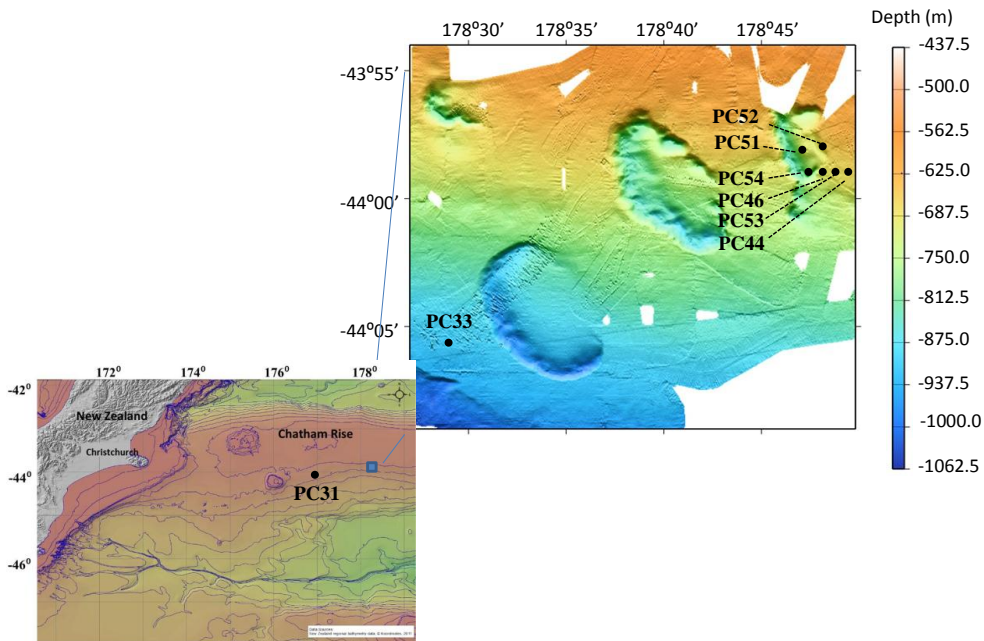 Depth (m)
178°30' 178°35' 178°40' 178°45'
-437.5
-43°55'
-500.0
PC52
-562.5
PC51
PC54
-625.0
PC46
-44°00'
PC53
-687.5
PC44
-750.0
-812.5
PC33
-44°05'
-875.0
-937.5
-1000.0
-1062.5
172° 174° 176° 178°
-42°
New Zealand
Chatham Rise
Christchurch
-44°
PC31
-46°
Data Sources: